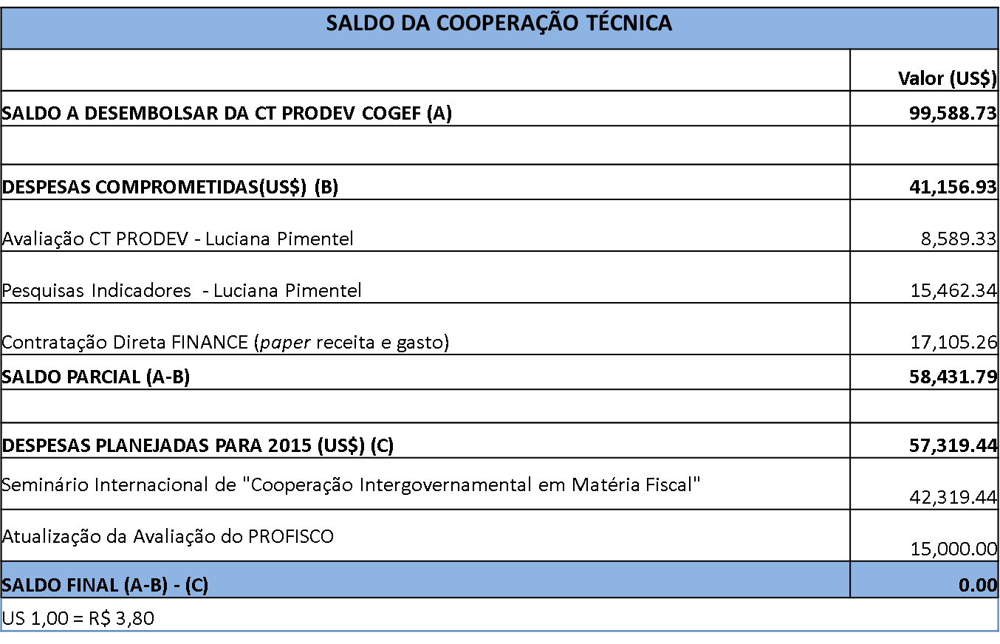 SALDO DA COOPERAÇÃO TÉCNICA
Valor (US$)
SALDO A DESEMBOLSAR DA CT PRODEV COGEF (A) 99,588.73
DESPESAS COMPROMETIDAS(US$) (B) 41,156.93
Avaliação CT PRODEV - Luciana Pimentel 8,589.33
Pesquisas Indicadores - Luciana Pimentel 15,462.34
Contratação Direta FINANCE (paper receita e gasto) 17,105.26
SALDO PARCIAL (A-B) 58,431.79
DESPESAS PLANEJADAS PARA 2015 (US$) (C) 57,319.44
Seminário Internacional de "Cooperação Intergovernamental em Matéria Fiscal" 42,319.44
Atualização da Avaliação do PROFISCO 15,000.00
SALDO FINAL (A-B) - (C) 0.00
US 1,00 = R$ 3,80